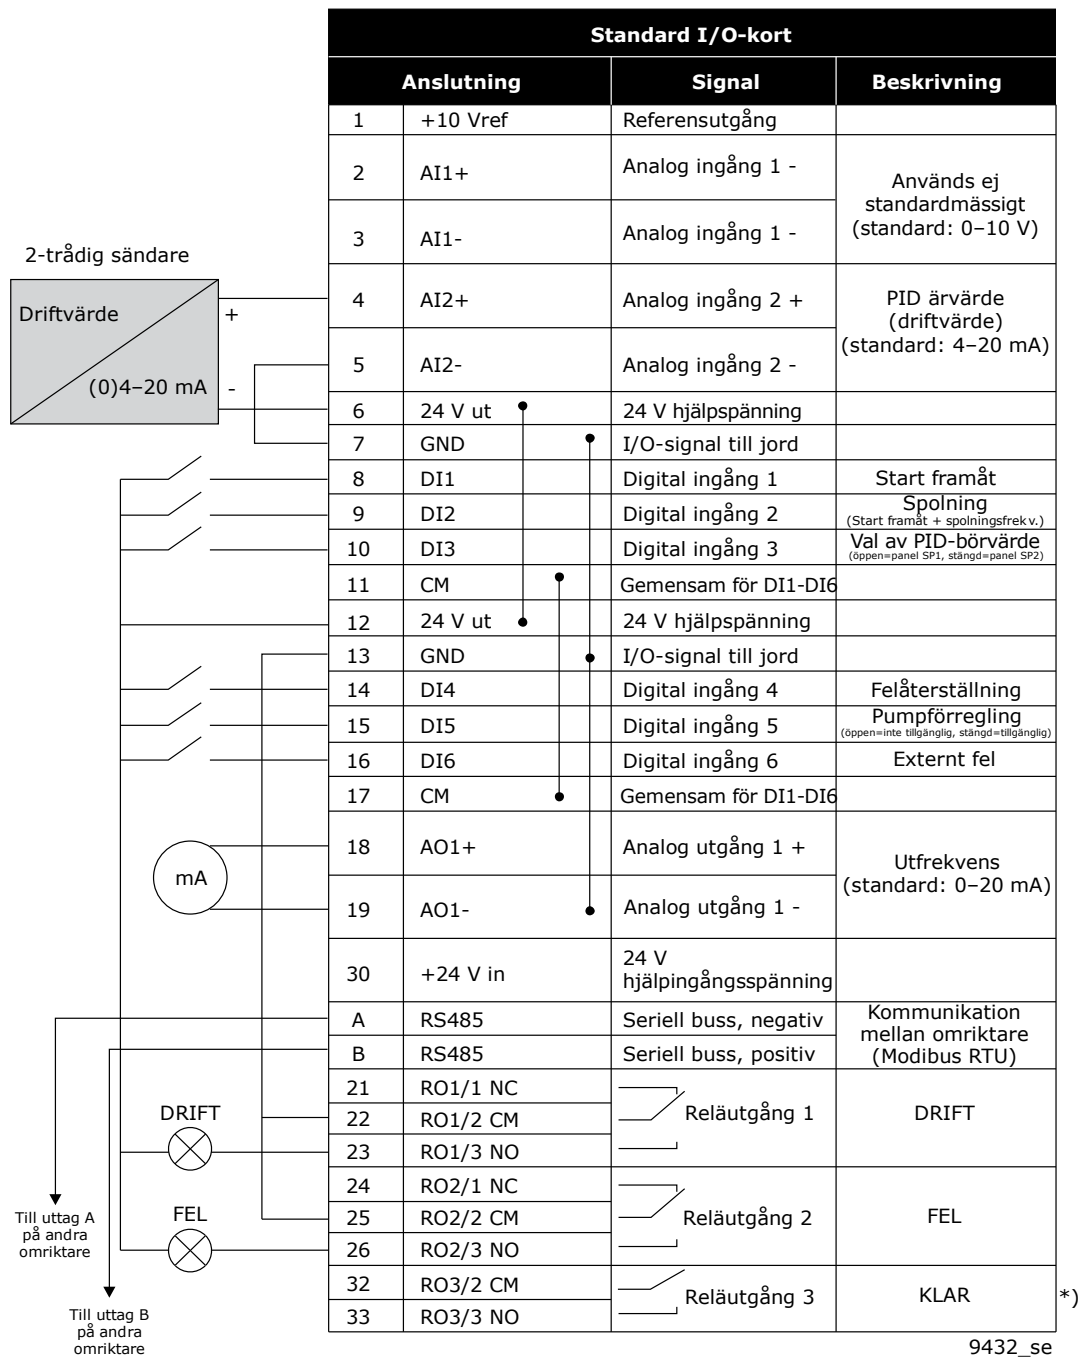 Standard I/O-kort
Anslutning Signal Beskrivning
1 +10 Vref Referensutgång
2 AI1+ Analog ingång 1 -
3 AI1- Analog ingång 1 -
Används ej
standardmässigt
(standard: 0–10 V)
2-trådig sändare
Driftvärde
+
(0)4–20 mA
-
4 AI2+ Analog ingång 2 +
5 AI2- Analog ingång 2 -
PID ärvärde
(driftvärde)
(standard: 4–20 mA)
6 24 V ut 24 V hjälpspänning
7 GND I/O-signal till jord
8 DI1 Digital ingång 1 Start framåt
9 DI2 Digital ingång 2 Spolning
(Start framåt + spolningsfrekv.)
10 DI3 Digital ingång 3 Val av PID-börvärde
(öppen=panel SP1, stängd=panel SP2)
11 CM Gemensam för DI1-DI6
12 24 V ut 24 V hjälpspänning
13 GND I/O-signal till jord
14 DI4 Digital ingång 4 Felåterställning
15 DI5 Digital ingång 5 Pumpförregling
(öppen=inte tillgänglig, stängd=tillgänglig)
16 DI6 Digital ingång 6 Externt fel
17 CM Gemensam för DI1-DI6
mA
18 AO1+ Analog utgång 1 +
19 AO1- Analog utgång 1 -
Utfrekvens
(standard: 0–20 mA)
30 +24 V in 24 V
hjälpingångsspänning
A RS485 Seriell buss, negativ
B RS485 Seriell buss, positiv
Kommunikation
mellan omriktare
(Modbus RTU)
21 RO1/1 NC
22 RO1/2 CM
23 RO1/3 NO
Reläutgång 1 DRIFT
DRIFT
24 RO2/1 NC
25 RO2/2 CM
26 RO2/3 NO
Reläutgång 2 FEL
FEL
32 RO3/2 CM
33 RO3/3 NO
Reläutgång 3 KLAR *)
Till uttag A
på andra
omriktare
Till uttag B
på andra
omriktare
9432_se